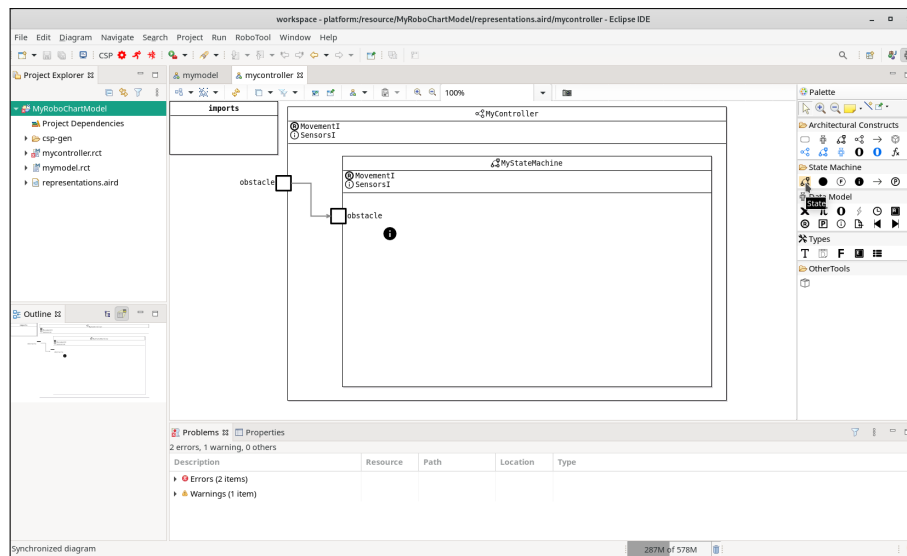 workspace - platform:/resource/MyRoboChartModel/representations.aird/mycontroller - Eclipse IDE
File Edit Diagram Navigate Search Project Run RoboTool Window Help
CSP
Project Explorer
mymodel
mycontroller
100%
Palette
MyRoboChartModel
Project Dependencies
csp-gen
mycontroller.rct
mymodel.rct
representations.aird
imports
MyController
MovementI
SensorsI
MyStateMachine
MovementI
SensorsI
obstacle
obstacle
Architectural Constructs
State Machine
State
Data Model
Types
OtherTools
Outline
Problems
Properties
2 errors, 1 warning, 0 others
Description Resource Path Location Type
Errors (2 items)
Warnings (1 item)
Synchronized diagram
287M of 578M